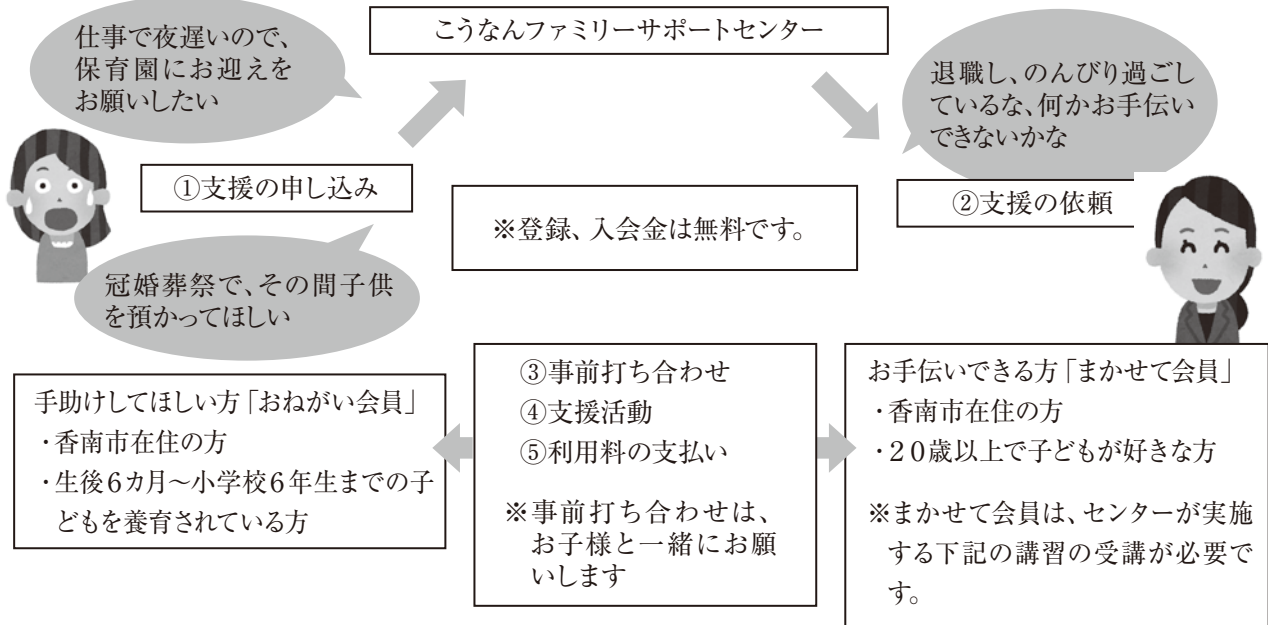 こうなんファミリーサポートセンター
仕事で夜遅いので、
保育園にお迎えを
お願いしたい
退職し、のんびり過ごし
ているな、何かお手伝い
できないかな
①支援の申し込み
※登録、入会金は無料です。
②支援の依頼
冠婚葬祭で、その間子供
を預かってほしい
手助けしてほしい方「おねがい会員」
・香南市在住の方
・生後6カ月～小学校6年生までの子
どもを養育されている方
③事前打ち合わせ
④支援活動
⑤利用料の支払い
※事前打ち合わせは、
お子様と一緒にお願
いします
お手伝いできる方「まかせて会員」
・香南市在住の方
・20歳以上で子どもが好きな方
※まかせて会員は、センターが実施
する下記の講習の受講が必要で
す。